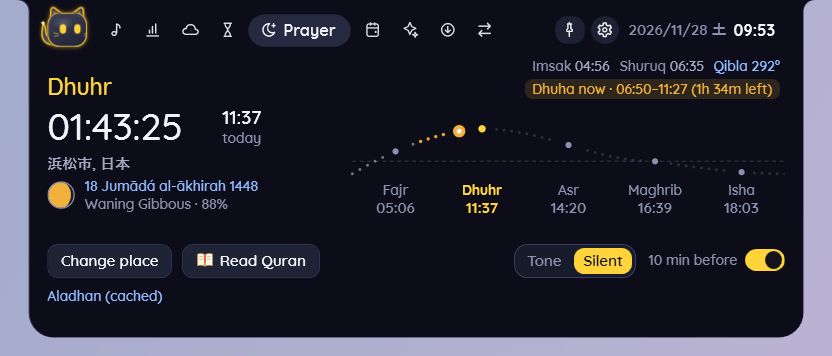 Prayer
2026/11/28 土 09:53
Imsak 04:56 Shuruq 06:35 Qibla 292°
Dhuha now · 06:50–11:27 (1h 34m left)
Dhuhr
01:43:25
11:37
today
浜松市, 日本
18 Jumādá al-ākhirah 1448
Waning Gibbous · 88%
Fajr Dhuhr Asr Maghrib Isha
05:06 11:37 14:20 16:39 18:03
Change place
Read Quran
Tone Silent
10 min before
Aladhan (cached)